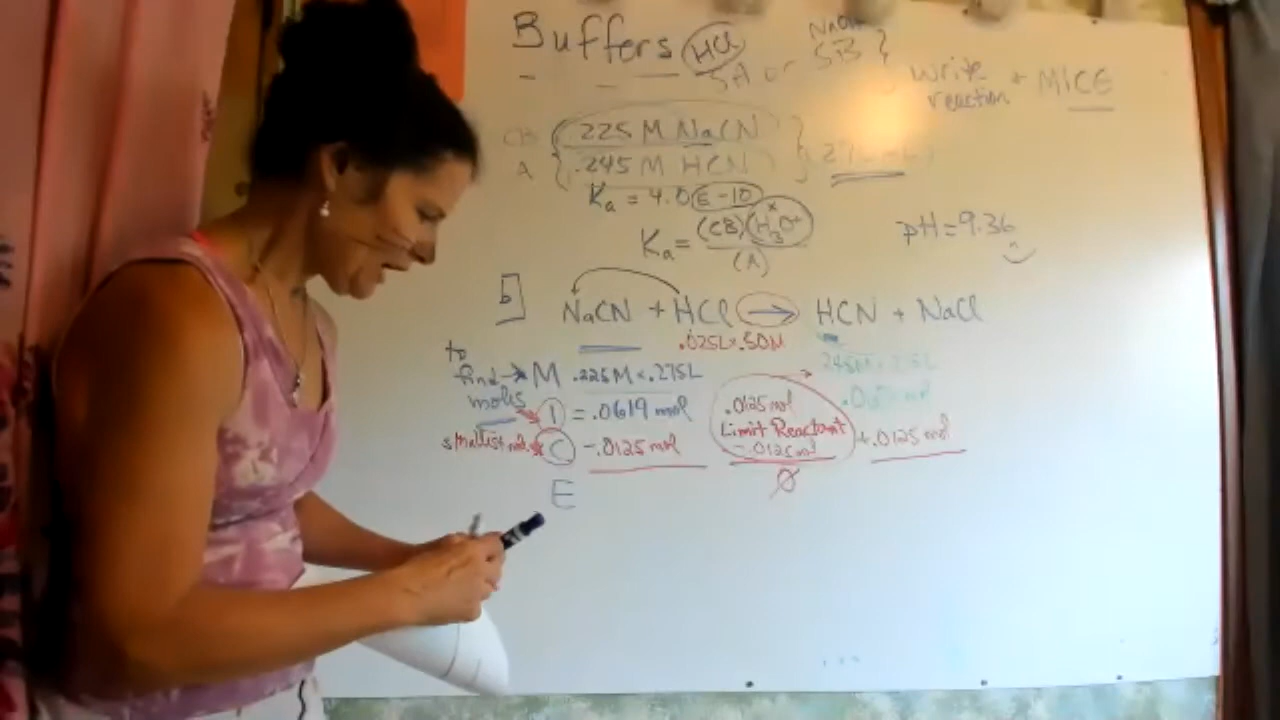 Buffers HCl NaOH
SA or SB } write reaction + MICE
CB .225 M NaCN
A .245 M HCN
Ka = 4.0 E-10
Ka = (CB)(H3O+) / (A)
x
pH = 9.36
b] NaCN + HCl → HCN + NaCl
.025L × .50M
to find moles → M .225M × .275L .245M × .275L
I = .0619 mol .0125 mol
Limit Reactant
smallest C -.0125 mol -.0125 mol +.0125 mol
E Ø